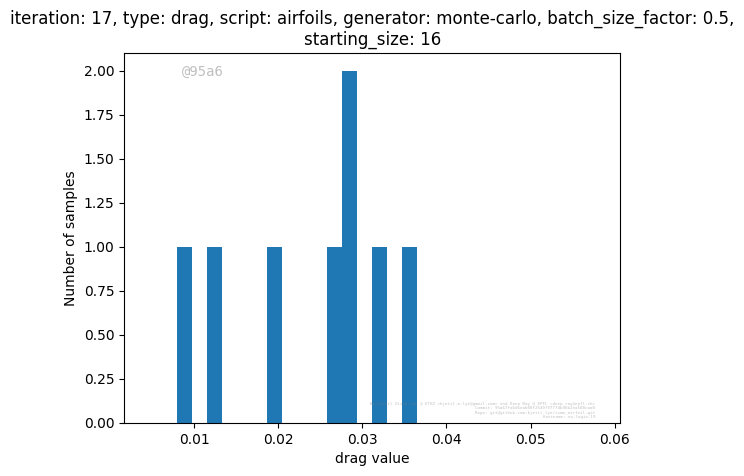 iteration: 17, type: drag, script: airfoils, generator: monte-carlo, batch_size_factor: 0.5,
starting_size: 16
@95a6
2.00
1.75
1.50
1.25
1.00
0.75
0.50
0.25
0.00
Number of samples
0.01 0.02 0.03 0.04 0.05 0.06
drag value